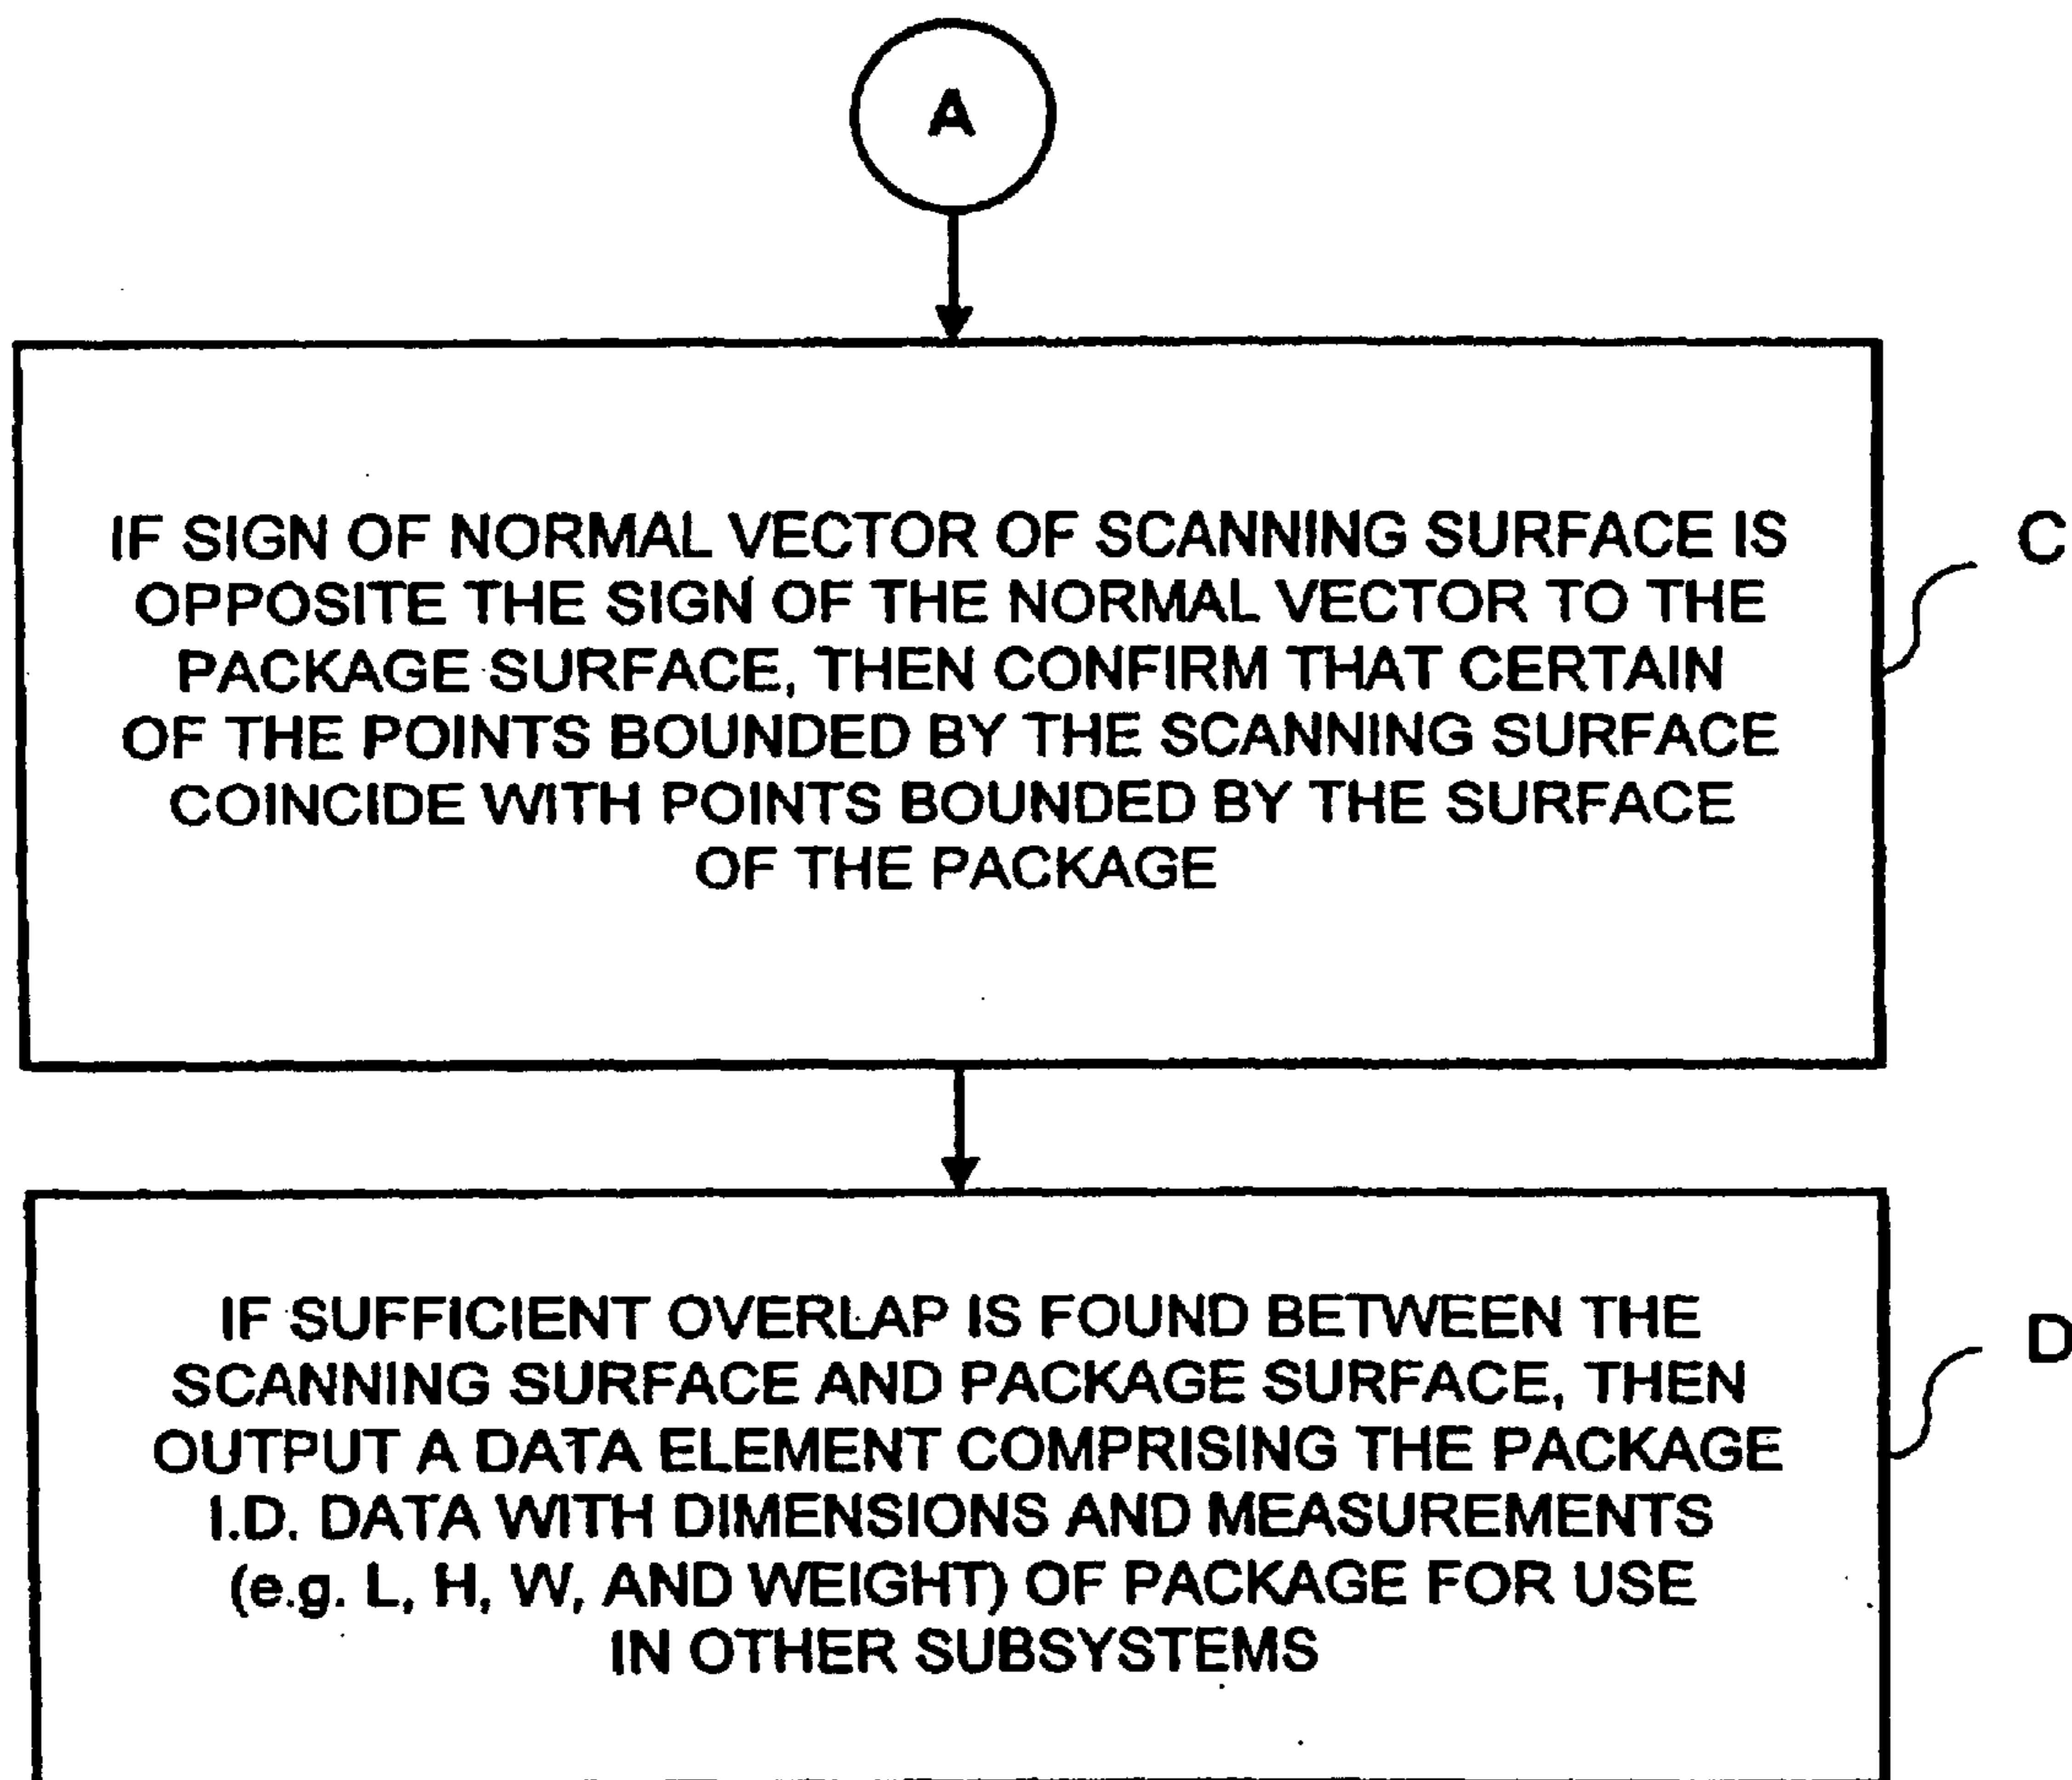 A
IF SIGN OF NORMAL VECTOR OF SCANNING SURFACE IS
OPPOSITE THE SIGN OF THE NORMAL VECTOR TO THE
PACKAGE SURFACE, THEN CONFIRM THAT CERTAIN
OF THE POINTS BOUNDED BY THE SCANNING SURFACE
COINCIDE WITH POINTS BOUNDED BY THE SURFACE
OF THE PACKAGE
C
IF SUFFICIENT OVERLAP IS FOUND BETWEEN THE
SCANNING SURFACE AND PACKAGE SURFACE, THEN
OUTPUT A DATA ELEMENT COMPRISING THE PACKAGE
I.D. DATA WITH DIMENSIONS AND MEASUREMENTS
(e.g. L, H, W, AND WEIGHT) OF PACKAGE FOR USE
IN OTHER SUBSYSTEMS
D